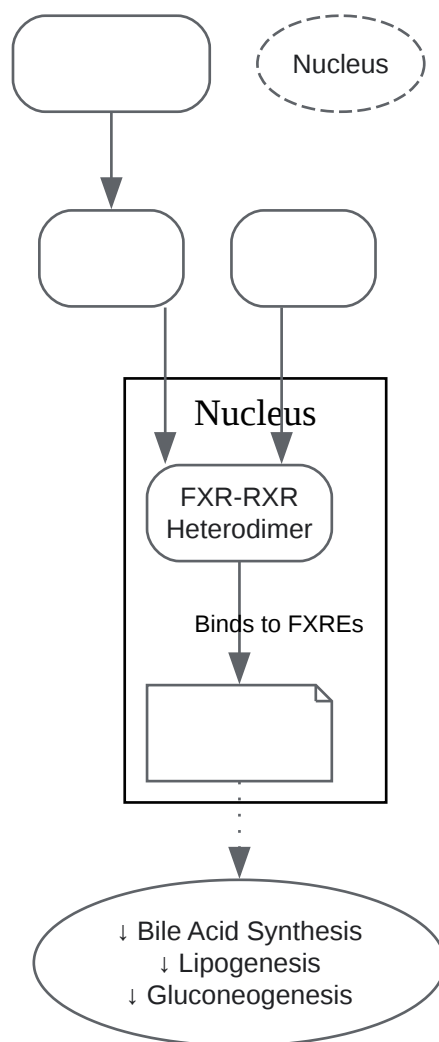 Nucleus
Nucleus
FXR-RXR
Heterodimer
Binds to FXREs
↓ Bile Acid Synthesis
↓ Lipogenesis
↓ Gluconeogenesis